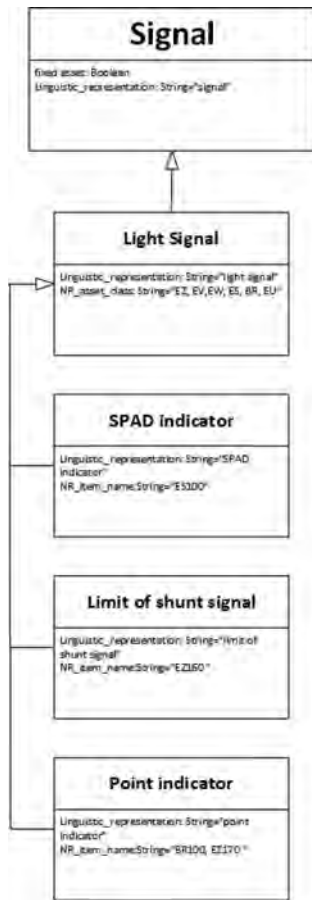 Signal
fixed asset: Boolean
Linguistic_representation: String="signal"
Light Signal
Linguistic_representation: String="light signal"
NR_asset_class: String="EZ, EV,EW, ES, BR, EU"
SPAD indicator
Linguistic_representation: String="SPAD
indicator"
NR_item_name:String="ES100"
Limit of shunt signal
Linguistic_representation: String="limit of
shunt signal"
NR_item_name:String="EZ160 "
Point indicator
Linguistic_representation: String="point
indicator"
NR_item_name:String="BR100, EZ170 "